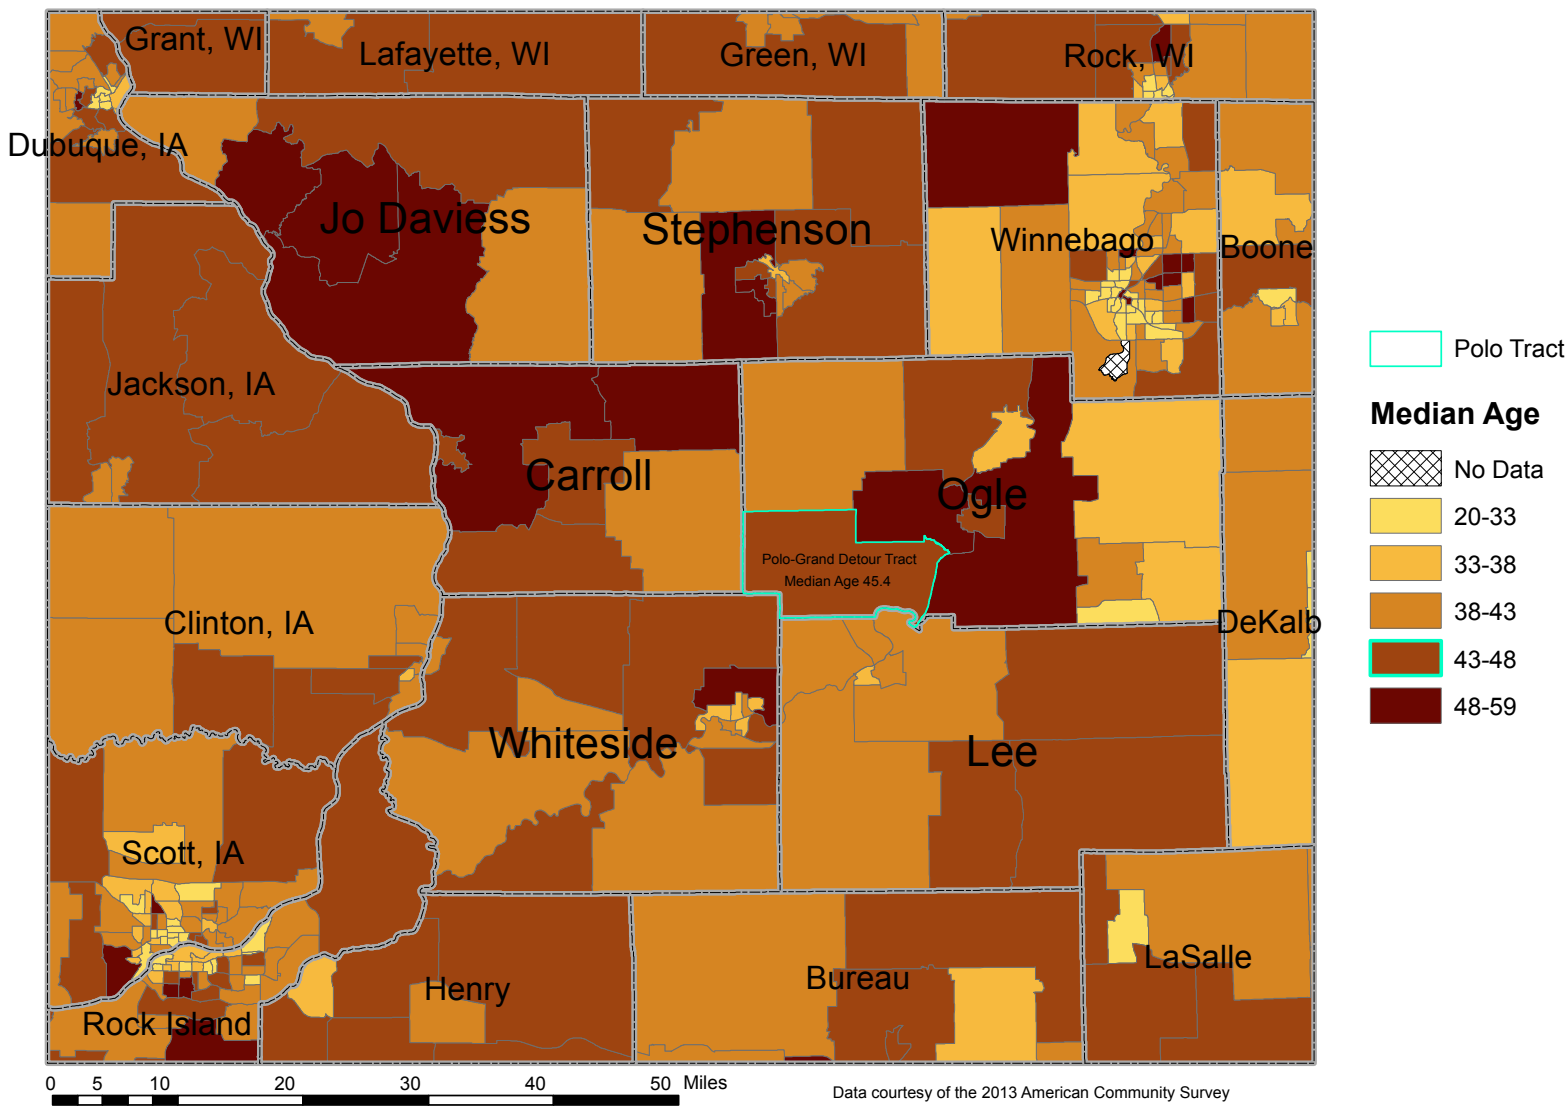 Grant, WI
Lafayette, WI
Green, WI
Rock, WI
Dubuque, IA
Jo Daviess
Stephenson
Winnebago
Boone
Jackson, IA
Carroll
Ogle
Polo-Grand Detour Tract
Median Age 45.4
Clinton, IA
DeKalb
Whiteside
Lee
Scott, IA
LaSalle
Henry
Bureau
Rock Island
Polo Tract
Median Age
No Data
20-33
33-38
38-43
43-48
48-59
0 5 10 20 30 40 50 Miles
Data courtesy of the 2013 American Community Survey